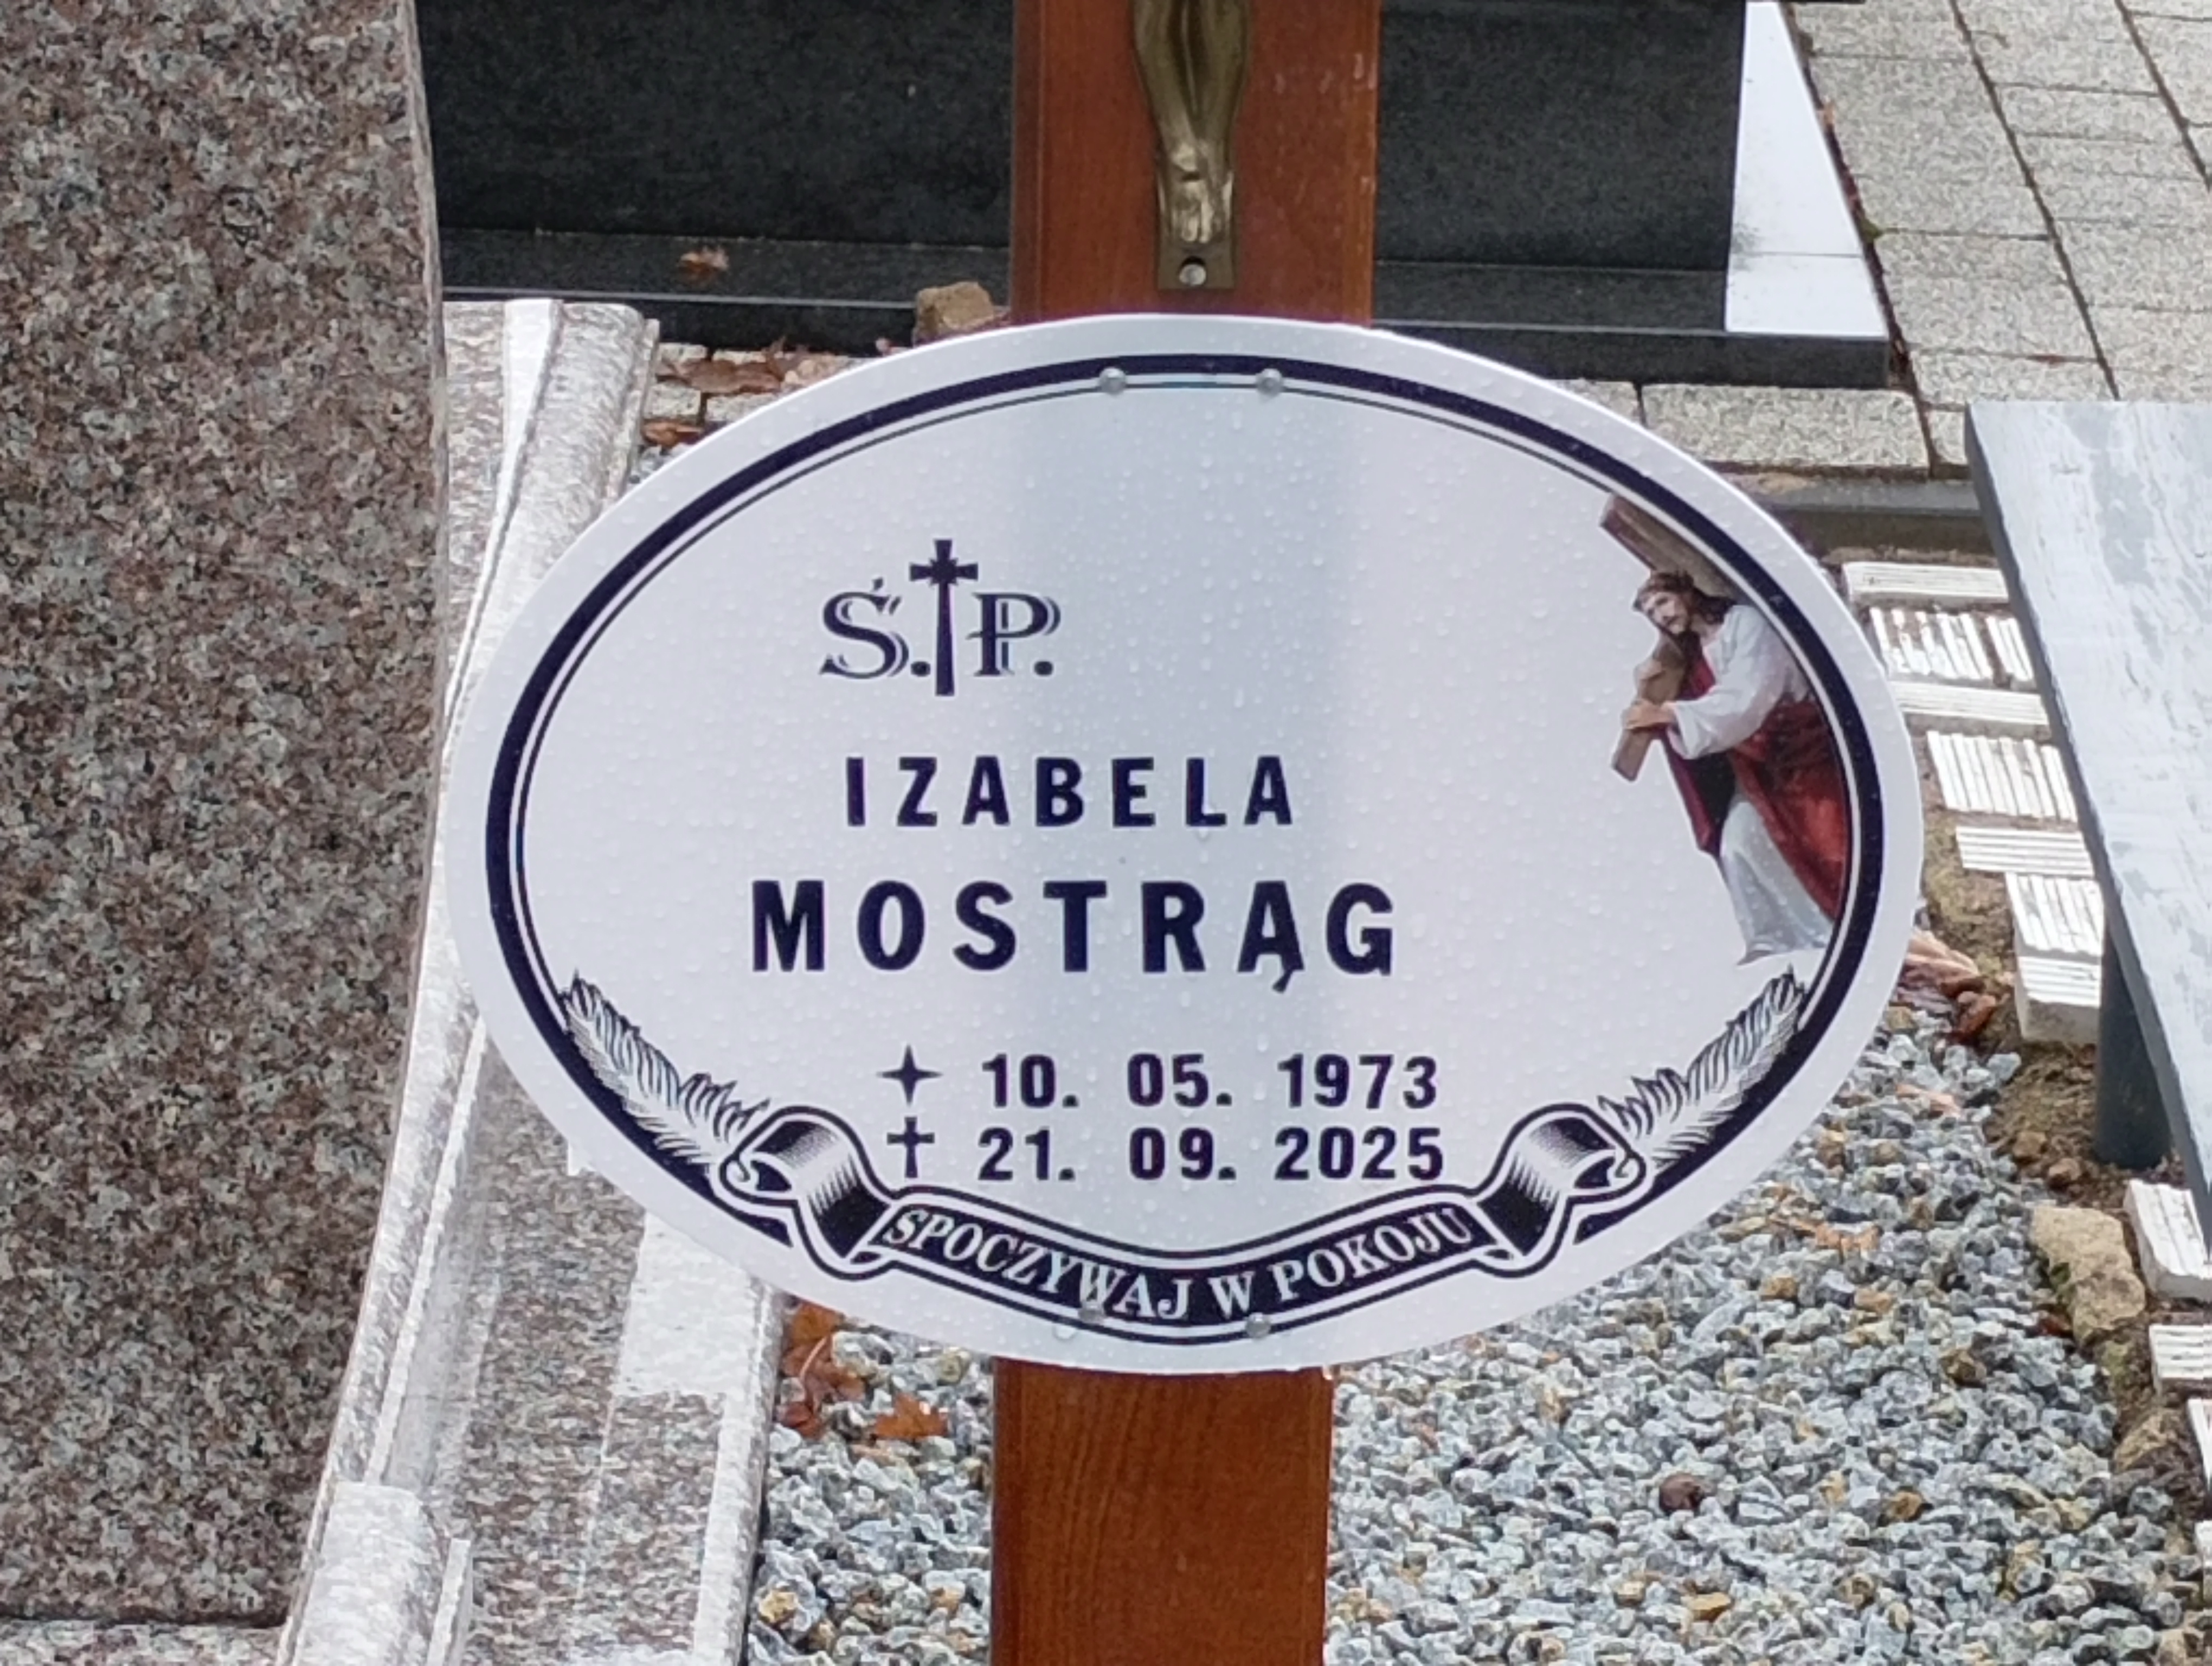 Ś.P.
IZABELA
MOSTRĄG
10. 05. 1973
21. 09. 2025
SPOCZYWAJ W POKOJU